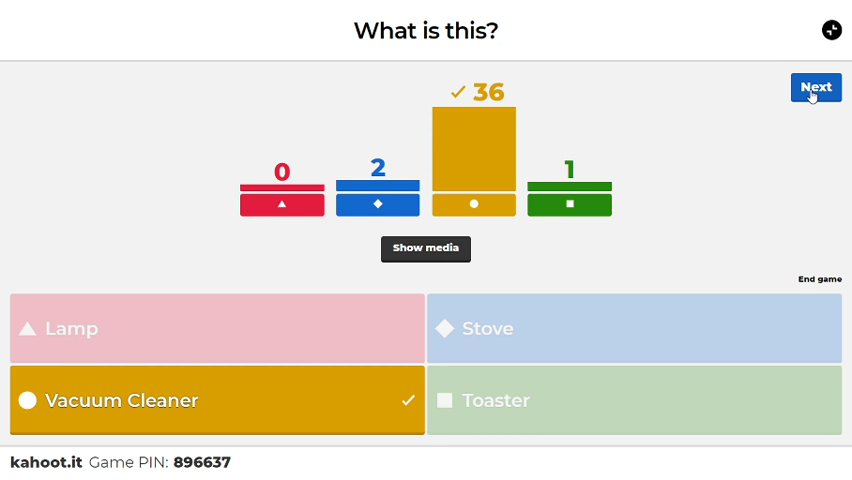 What is this?
Next
36
0
2
1
Show media
End game
Lamp
Stove
Vacuum Cleaner
Toaster
kahoot.it Game PIN: 896637